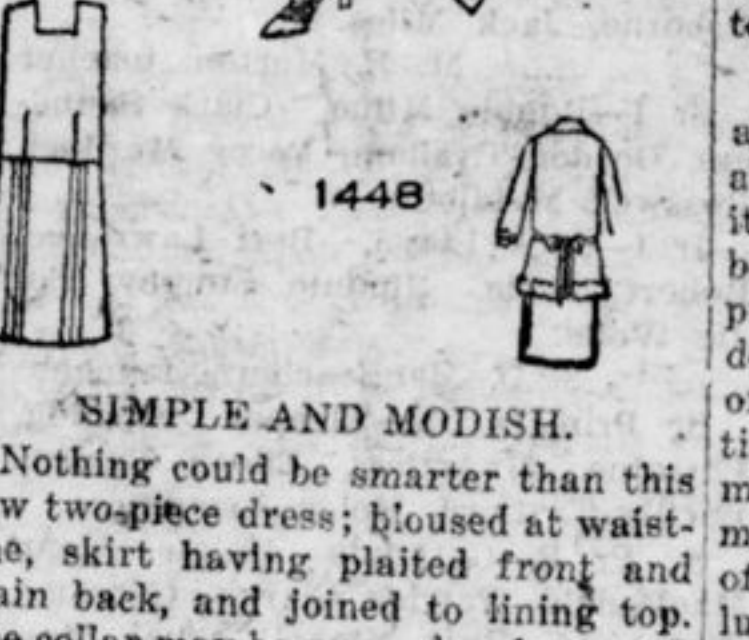 1448
SIMPLE AND MODISH.
Nothing could be smarter than this
w two-piece dress; bloused at waist-
e, skirt having plaited front and
ain back, and joined to lining top.